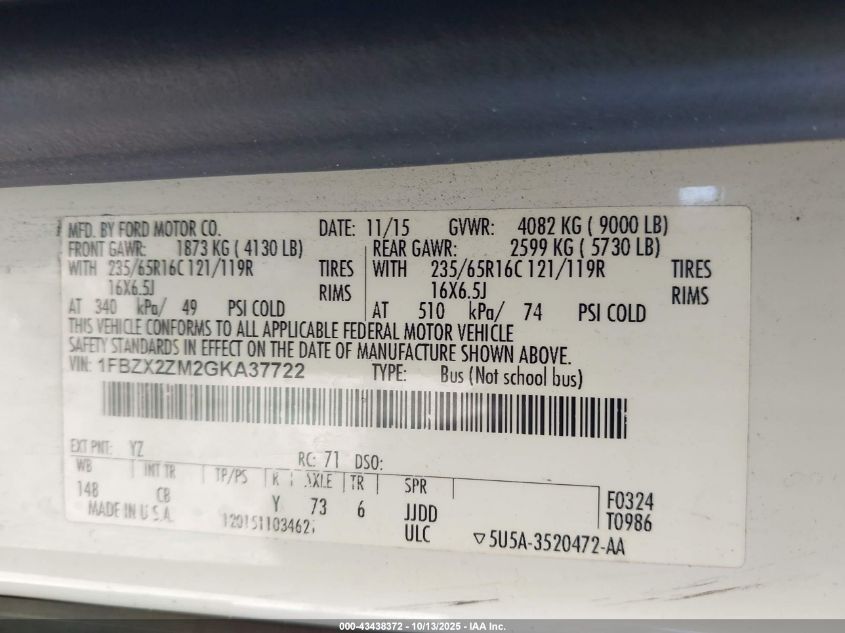 MFD. BY FORD MOTOR CO. DATE: 11/15 GVWR: 4082 KG ( 9000 LB)
FRONT GAWR: 1873 KG ( 4130 LB) REAR GAWR: 2599 KG ( 5730 LB)
WITH 235/65R16C 121/119R TIRES WITH 235/65R16C 121/119R TIRES
16X6.5J RIMS 16X6.5J RIMS
AT 340 kPa/ 49 PSI COLD AT 510 kPa/ 74 PSI COLD
THIS VEHICLE CONFORMS TO ALL APPLICABLE FEDERAL MOTOR VEHICLE
SAFETY STANDARDS IN EFFECT ON THE DATE OF MANUFACTURE SHOWN ABOVE.
VIN: 1FBZX2ZM2GKA37722 TYPE: Bus (Not school bus)
EXT PNT: YZ RC: 71 DSO:
WB INT TR TP/PS R AXLE TR SPR
148 CB Y 73 6 JJDD F0324
MADE IN U.S.A. ULC T0986
▽5U5A-3520472-AA
000-43438372 - 10/13/2025 - IAA Inc.